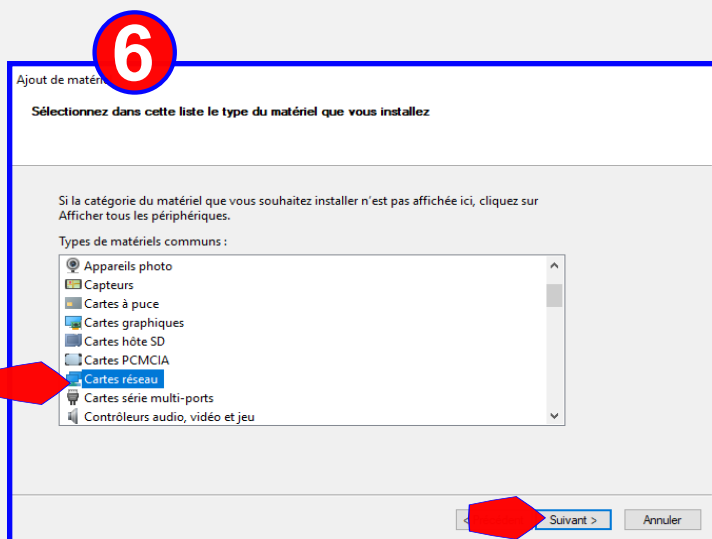 6
Ajout de matéri
Sélectionnez dans cette liste le type du matériel que vous installez
Si la catégorie du matériel que vous souhaitez installer n'est pas affichée ici, cliquez sur
Afficher tous les périphériques.
Types de matériels communs :
Appareils photo
Capteurs
Cartes à puce
Cartes graphiques
Cartes hôte SD
Cartes PCMCIA
Cartes réseau
Cartes série multi-ports
Contrôleurs audio, vidéo et jeu
< Suivant > Annuler